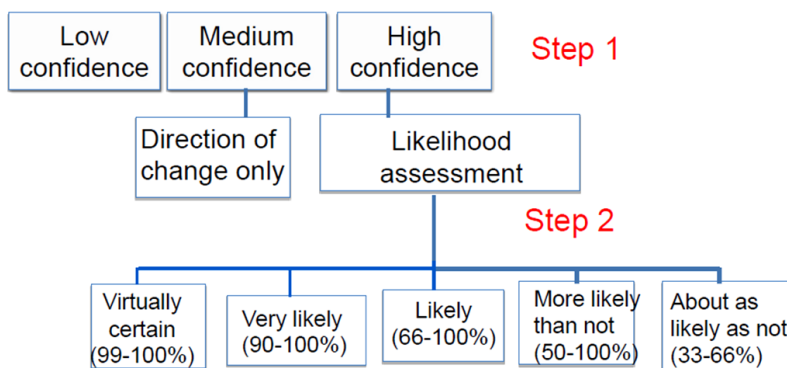 Low
confidence
Medium
confidence
High
confidence
Step 1
Direction of
change only
Likelihood
assessment
Step 2
Virtually
certain
(99-100%)
Very likely
(90-100%)
Likely
(66-100%)
More likely
than not
(50-100%)
About as
likely as not
(33-66%)